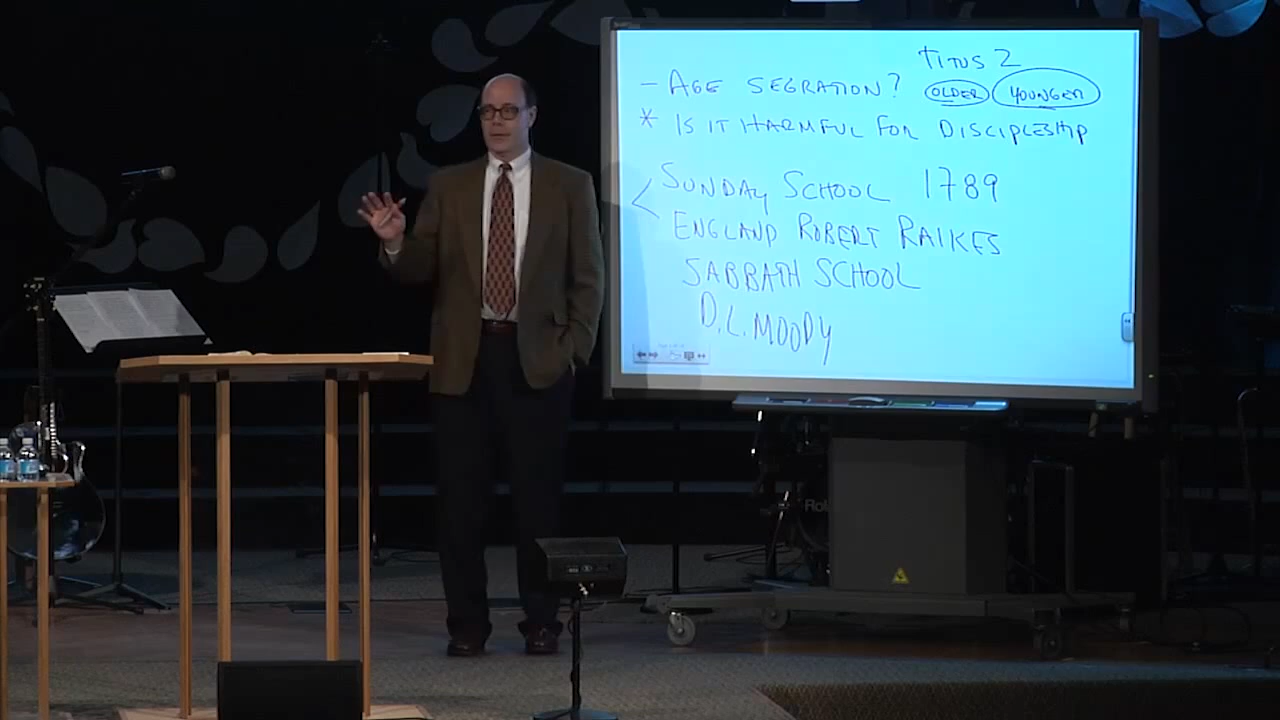 TITUS 2
- AGE SEGRATION? OLDER YOUNGER
* IS IT HARMFUL FOR DISCIPLESHIP
SUNDAY SCHOOL 1789
ENGLAND ROBERT RAIKES
SABBATH SCHOOL
D.L. MOODY
Rol